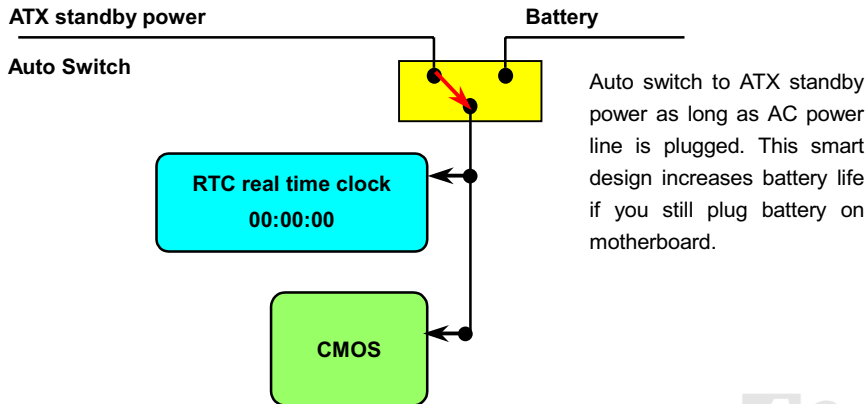 ATX standby power
Battery
Auto Switch
Auto switch to ATX standby
power as long as AC power
line is plugged. This smart
design increases battery life
if you still plug battery on
motherboard.
RTC real time clock
00:00:00
CMOS